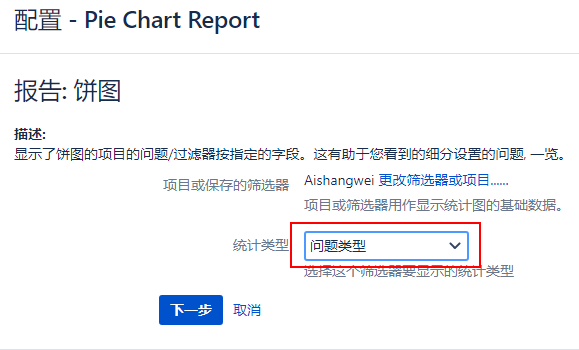 配置 - Pie Chart Report
报告: 饼图
描述:
显示了饼图的项目的问题/过滤器按指定的字段。这有助于您看到的细分设置的问题, 一览。
项目或保存的筛选器 Aishangwei 更改筛选器或项目......
项目或筛选器用作显示统计图的基础数据。
统计类型 问题类型
选择这个筛选器要显示的统计类型
下一步 取消